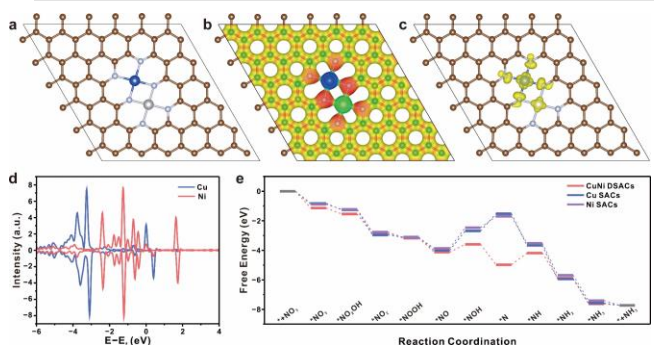 a
b
c
d
Cu
Ni
Intensity (a.u.)
8
6
4
2
0
-2
-4
-6
-8
-6
-4
-2
0
2
4
E-E, (eV)
e
CuNi DSACs
Cu SACs
Ni SACs
Free Energy (eV)
0
-2
-4
-6
-8
*+NO₃
*NO₃
*NO₂OH
*NO₂
*NOOH
*NO
*NOH
*N
*NH
*NH₂
*NH₃
*+NH₃
Reaction Coordination